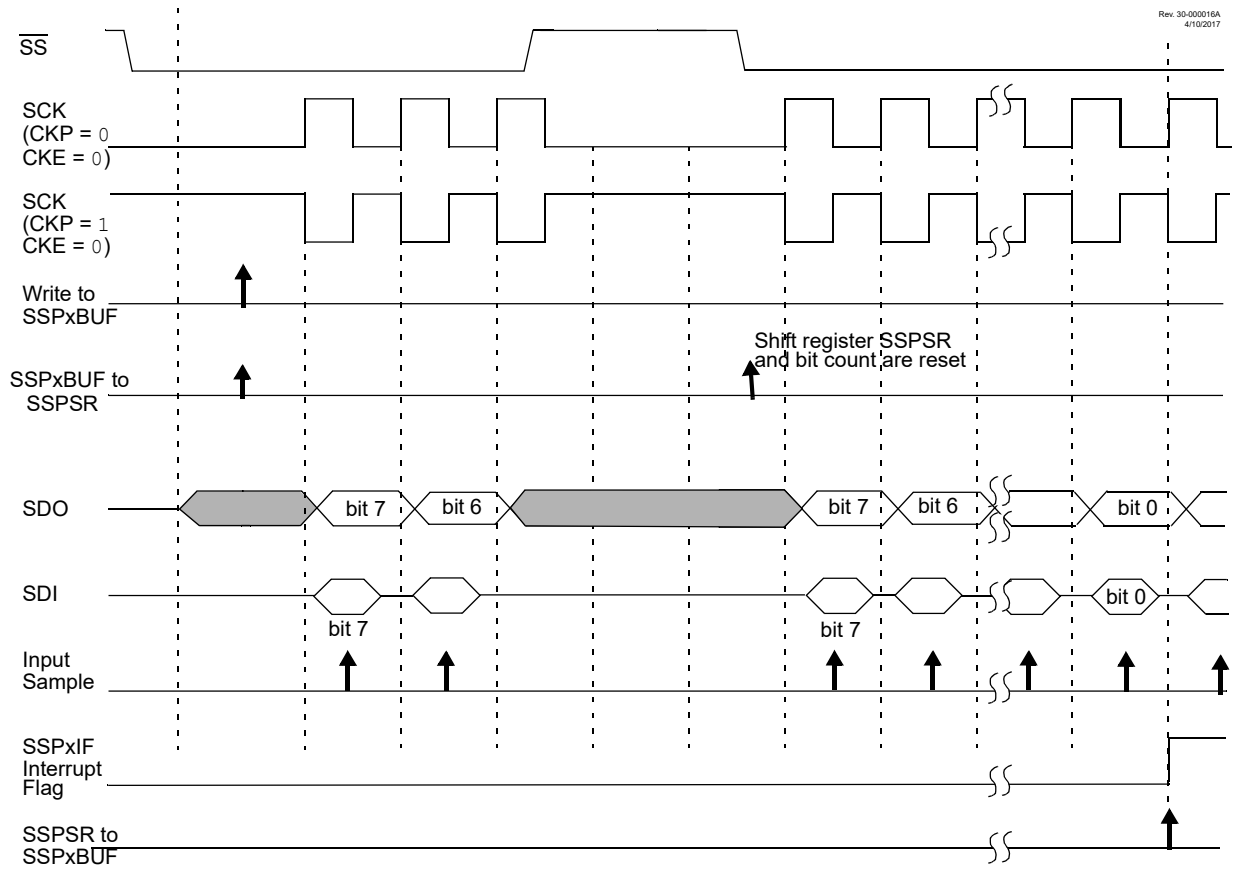 Rev. 30-000016A
4/10/2017
SS
SCK
(CKP = 0
CKE = 0)
SCK
(CKP = 1
CKE = 0)
Write to
SSPxBUF
Shift register SSPSR
and bit count are reset
SSPxBUF to
SSPSR
SDO
bit 7
bit 6
bit 7
bit 6
bit 0
SDI
bit 0
bit 7
bit 7
Input
Sample
SSPxIF
Interrupt
Flag
SSPSR to
SSPxBUF